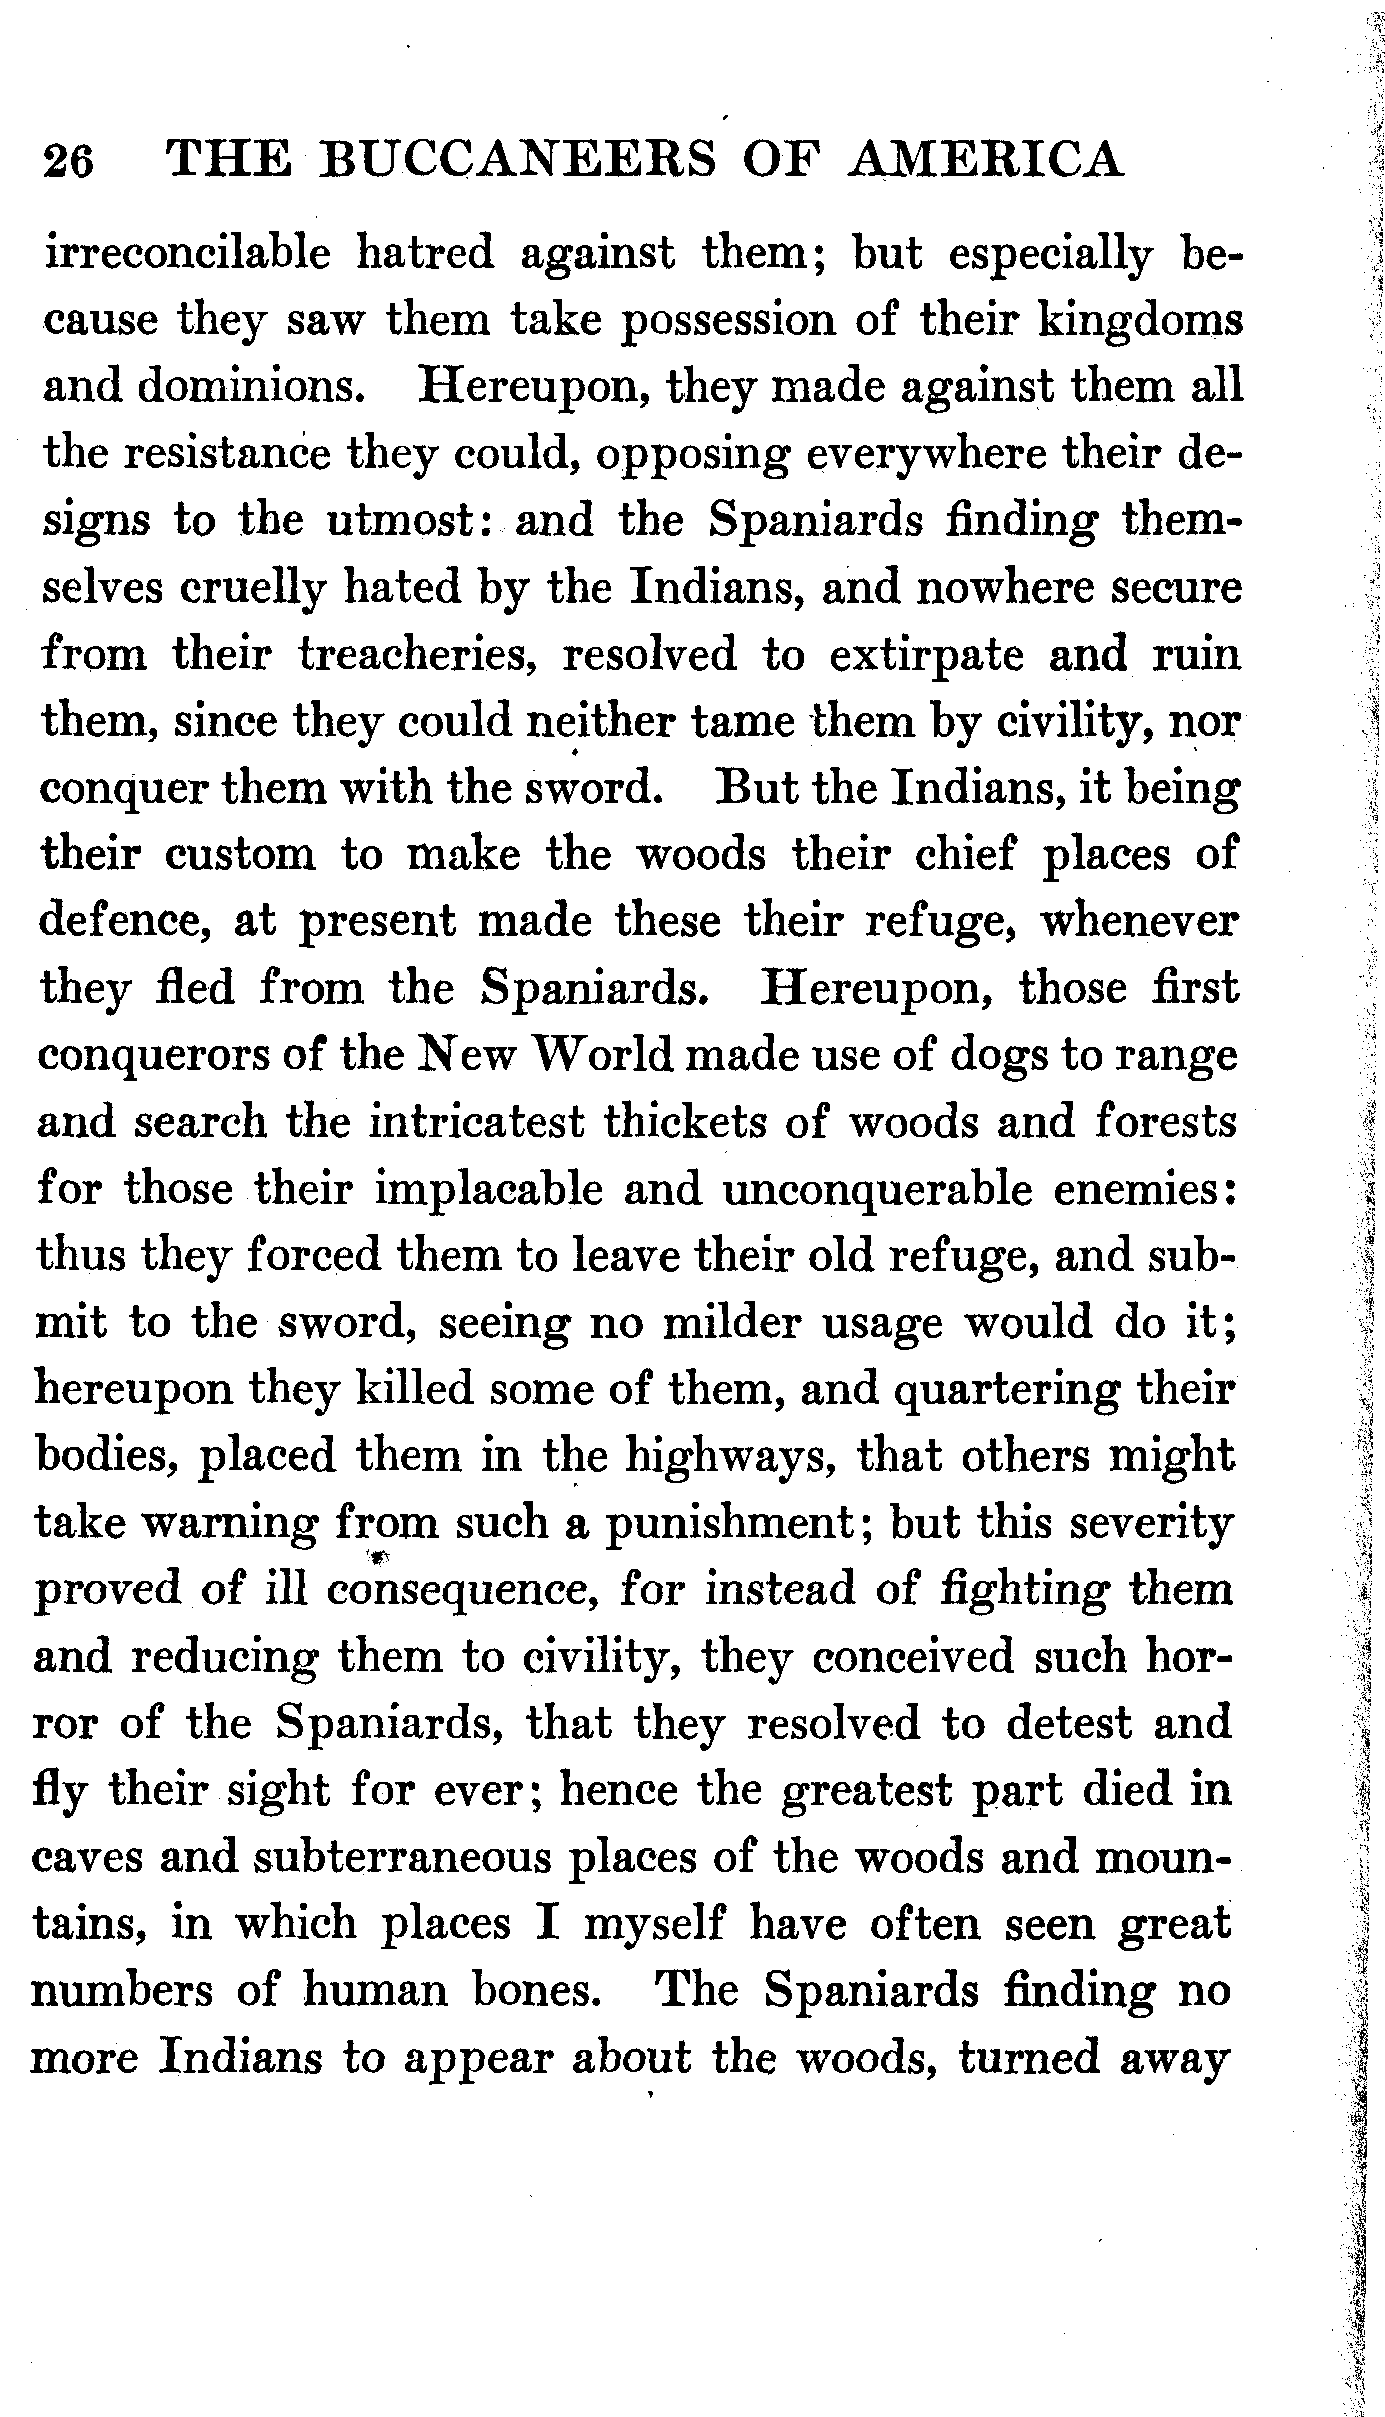 26 THE BUCCANEERS OF AMERICA
irreconcilable hatred against them; but especially be-
cause they saw them take possession of their kingdoms
and dominions. Hereupon, they made against them all
the resistance they could, opposing everywhere their de-
signs to the utmost: and the Spaniards finding them-
selves cruelly hated by the Indians, and nowhere secure
from their treacheries, resolved to extirpate and ruin
them, since they could neither tame them by civility, nor
conquer them with the sword. But the Indians, it being
their custom to make the woods their chief places of
defence, at present made these their refuge, whenever
they fled from the Spaniards. Hereupon, those first
conquerors of the New World made use of dogs to range
and search the intricatest thickets of woods and forests
for those their implacable and unconquerable enemies:
thus they forced them to leave their old refuge, and sub-
mit to the sword, seeing no milder usage would do it;
hereupon they killed some of them, and quartering their
bodies, placed them in the highways, that others might
take warning from such a punishment; but this severity
proved of ill consequence, for instead of fighting them
and reducing them to civility, they conceived such hor-
ror of the Spaniards, that they resolved to detest and
fly their sight for ever; hence the greatest part died in
caves and subterraneous places of the woods and moun-
tains, in which places I myself have often seen great
numbers of human bones. The Spaniards finding no
more Indians to appear about the woods, turned away